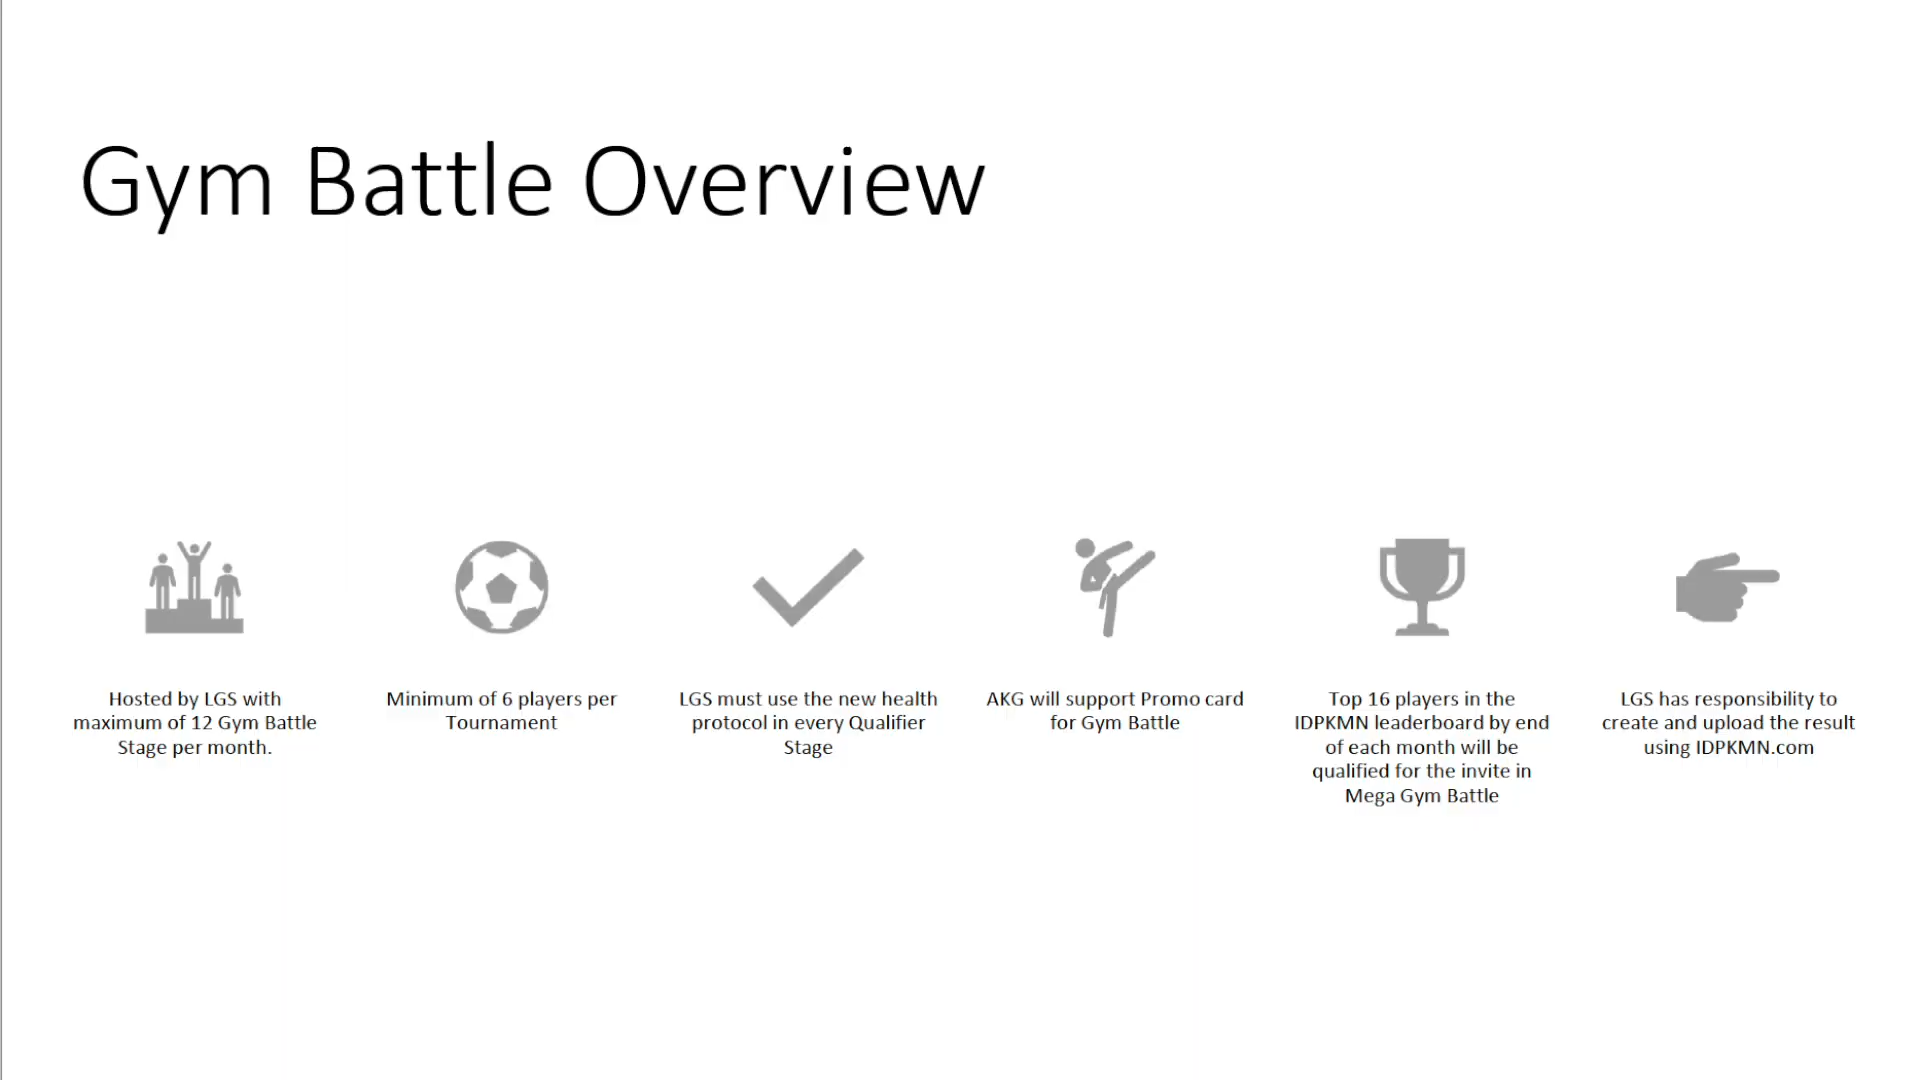 Gym Battle Overview
Hosted by LGS with
maximum of 12 Gym Battle
Stage per month.
Minimum of 6 players per
Tournament
LGS must use the new health
protocol in every Qualifier
Stage
AKG will support Promo card
for Gym Battle
Top 16 players in the
IDPKMN leaderboard by end
of each month will be
qualified for the invite in
Mega Gym Battle
LGS has responsibility to
create and upload the result
using IDPKMN.com